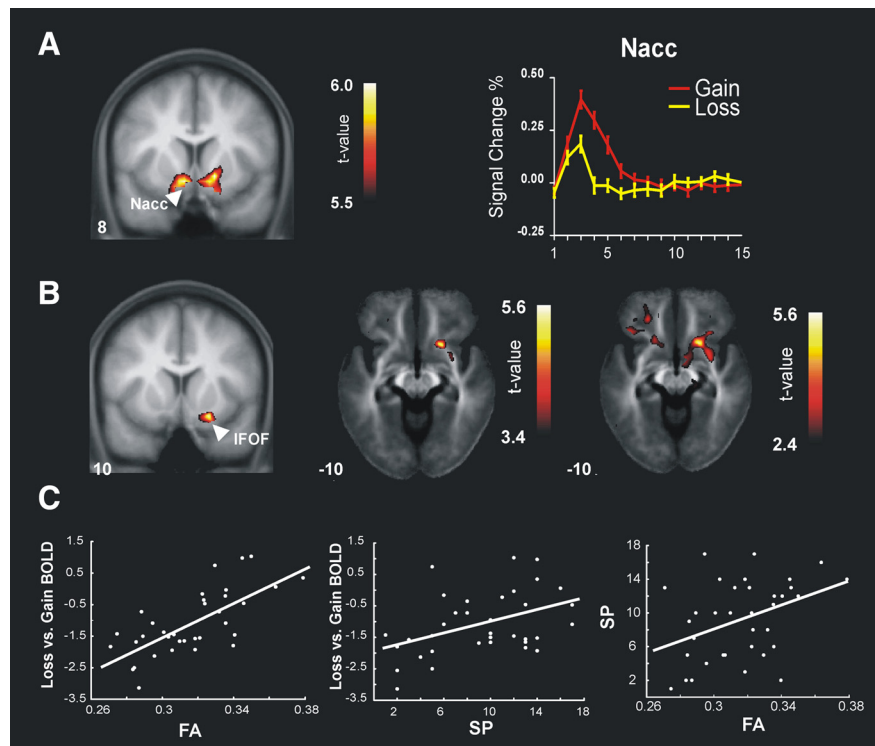 A
Nacc
8
6.0
t-value
5.5
Nacc
Gain
Loss
Signal Change %
0.50
0.25
0.00
-0.25
1 5 10 15
B
IFOF
10
5.6
t-value
3.4
-10
5.6
t-value
2.4
-10
C
Loss vs. Gain BOLD
1.5
0.5
-0.5
-1.5
-2.5
-3.5
0.26 0.3 0.34 0.38
FA
Loss vs. Gain BOLD
1.5
0.5
-0.5
-1.5
-2.5
-3.5
2 6 10 14 18
SP
SP
18
14
10
6
2
0.26 0.3 0.34 0.38
FA